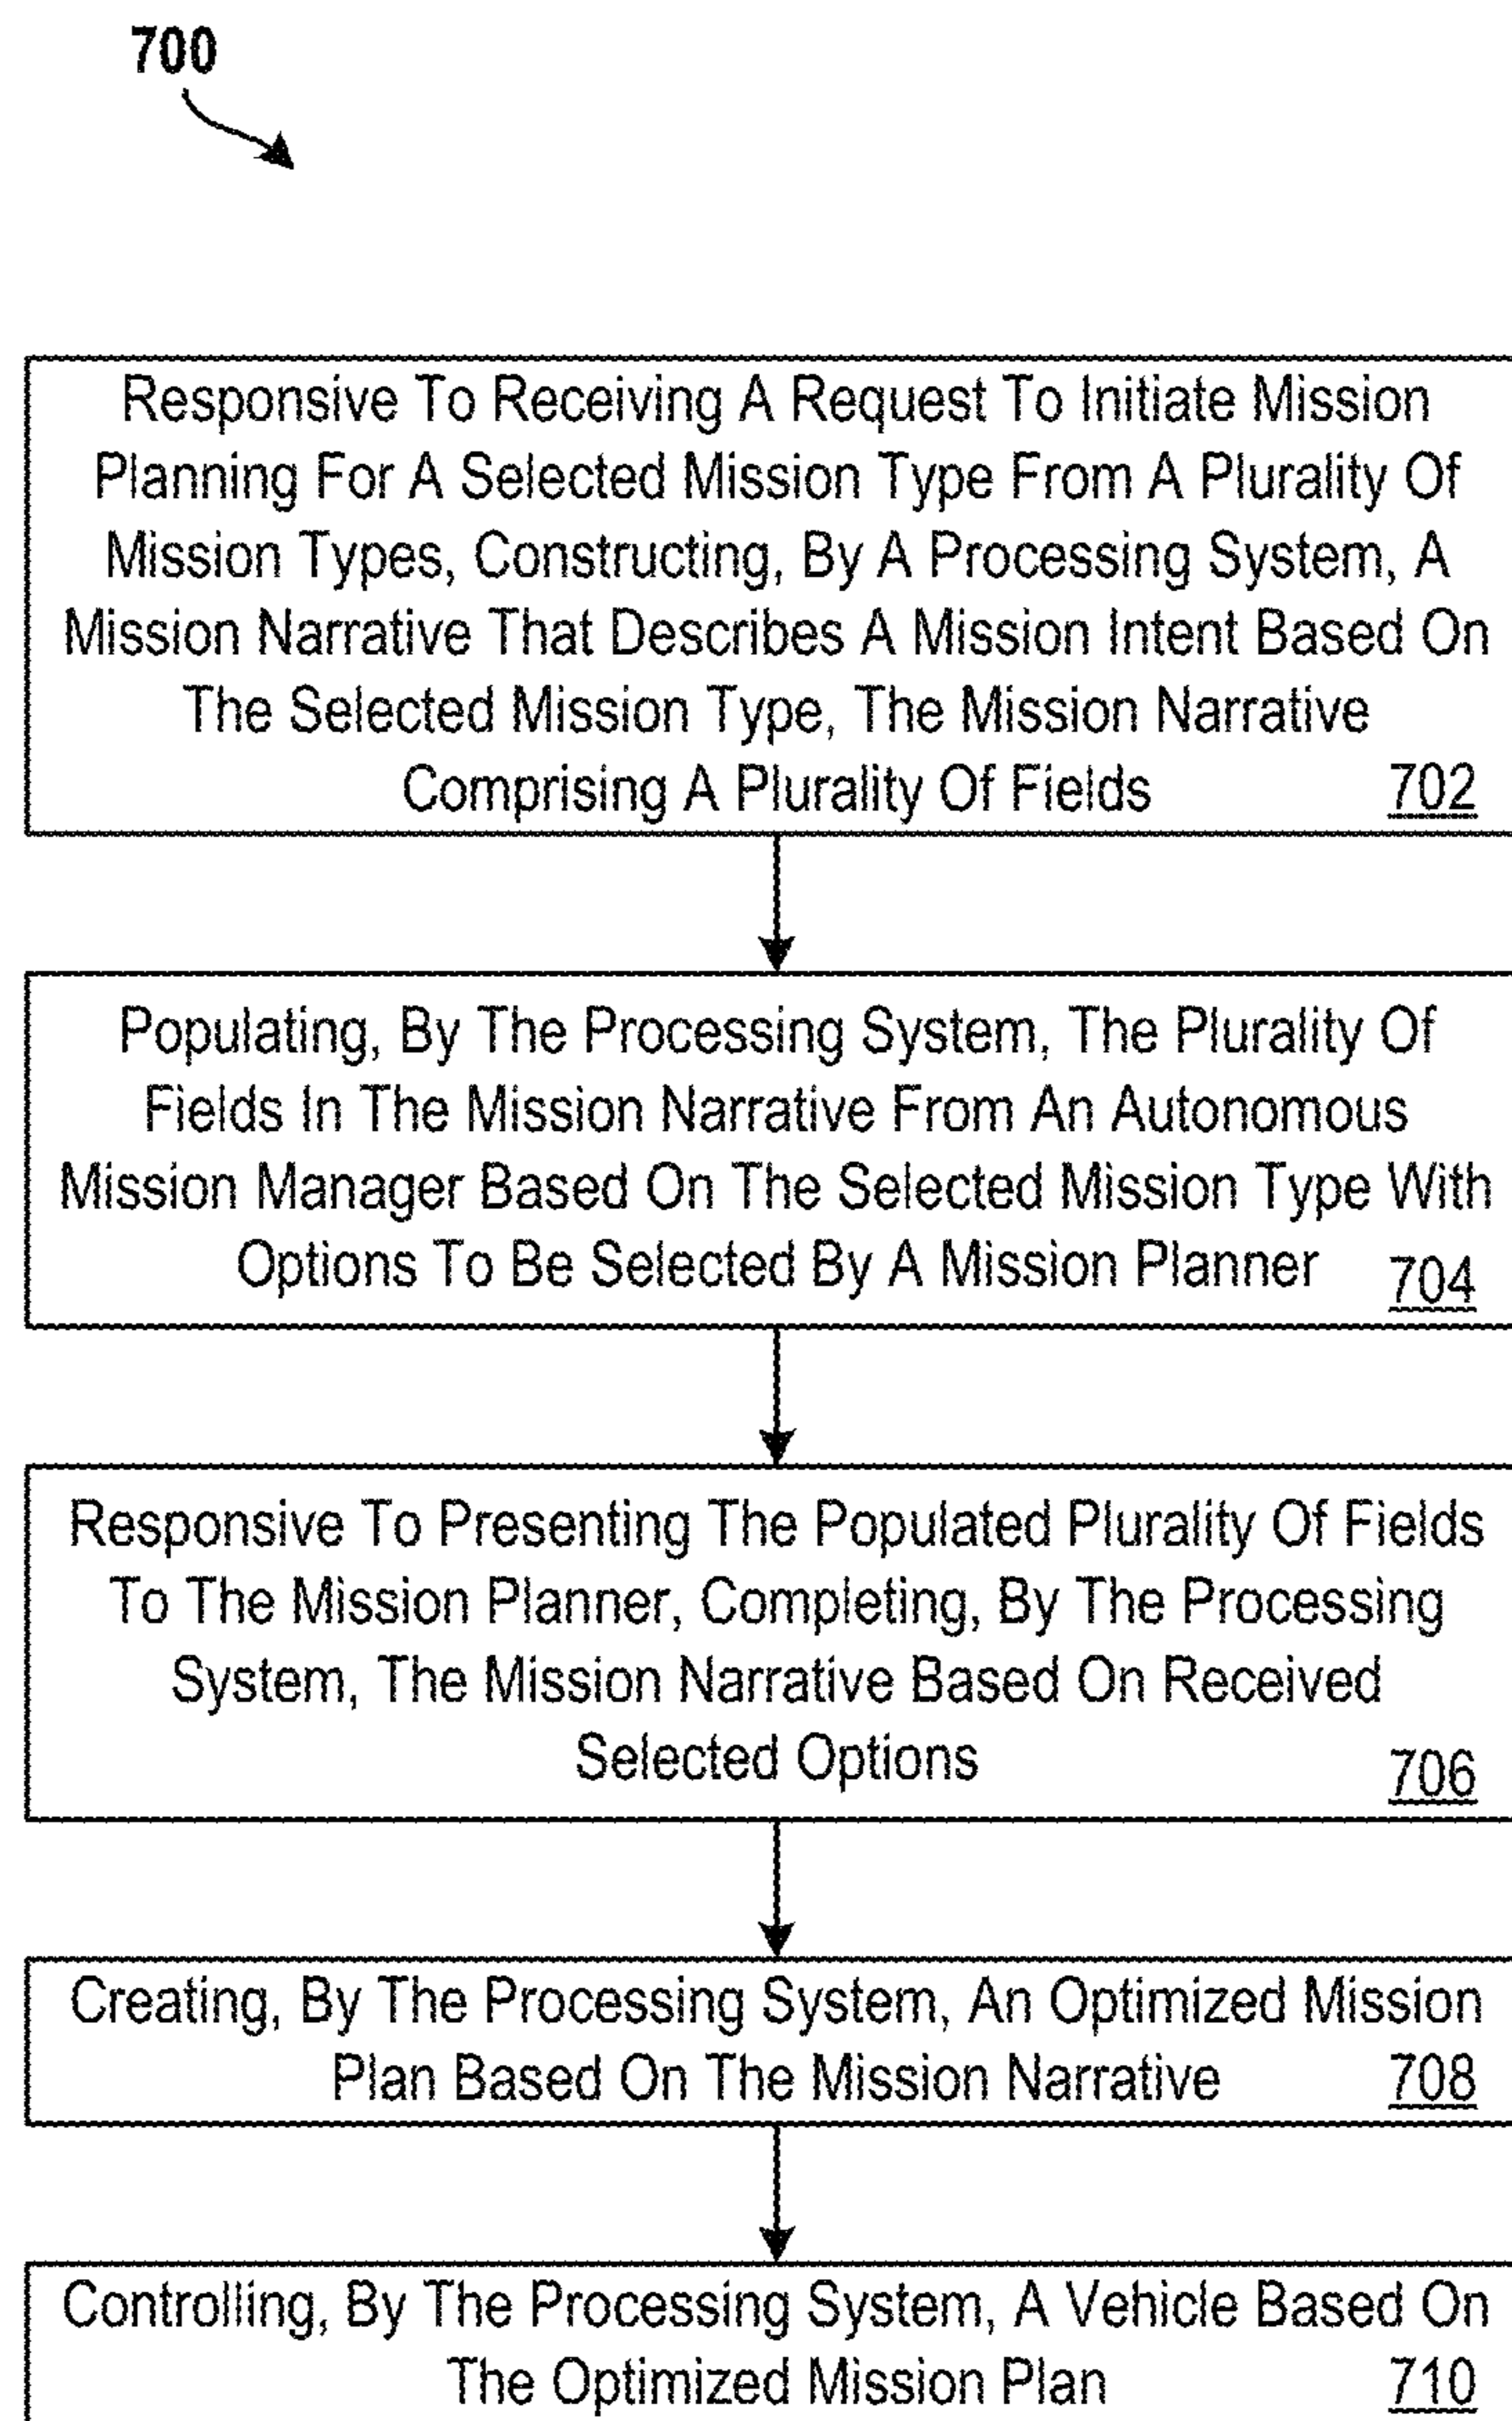 700
Responsive To Receiving A Request To Initiate Mission
Planning For A Selected Mission Type From A Plurality Of
Mission Types, Constructing, By A Processing System, A
Mission Narrative That Describes A Mission Intent Based On
The Selected Mission Type, The Mission Narrative
Comprising A Plurality Of Fields 702
Populating, By The Processing System, The Plurality Of
Fields In The Mission Narrative From An Autonomous
Mission Manager Based On The Selected Mission Type With
Options To Be Selected By A Mission Planner 704
Responsive To Presenting The Populated Plurality Of Fields
To The Mission Planner, Completing, By The Processing
System, The Mission Narrative Based On Received
Selected Options 706
Creating, By The Processing System, An Optimized Mission
Plan Based On The Mission Narrative 708
Controlling, By The Processing System, A Vehicle Based On
The Optimized Mission Plan 710